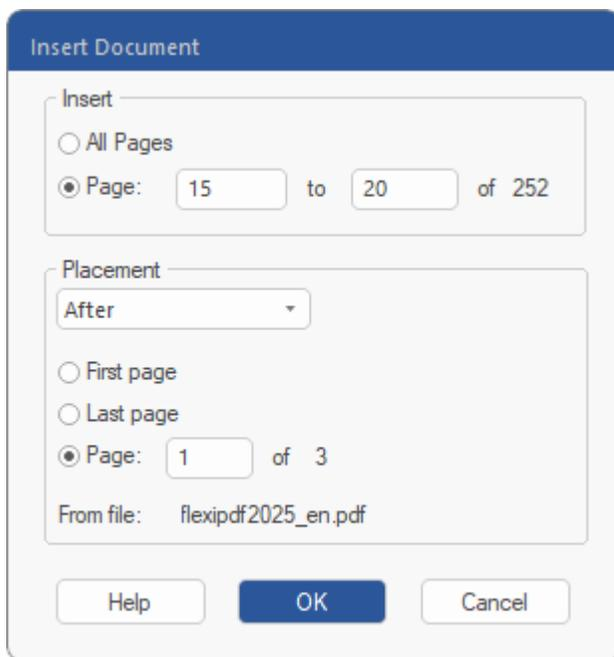 Insert Document
Insert
All Pages
Page: 15 to 20 of 252
Placement
After
First page
Last page
Page: 1 of 3
From file: flexipdf2025_en.pdf
Help OK Cancel